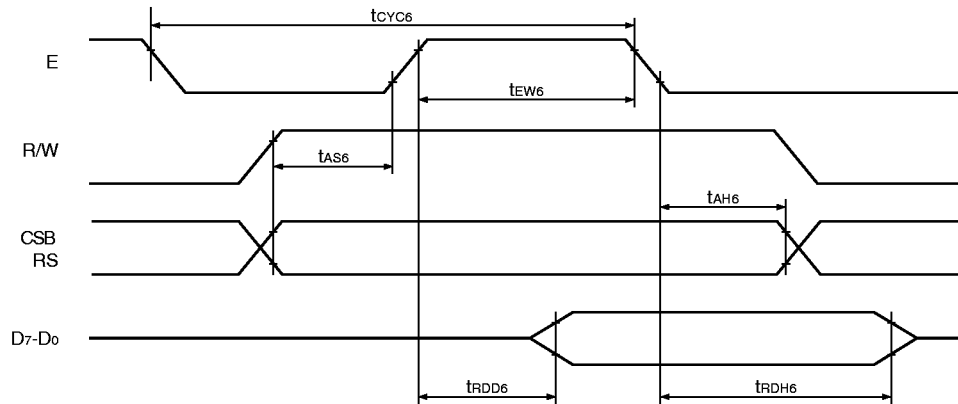 tCYC6
E
tEW6
R/W
tAS6
tAH6
CSB
RS
D7-D0
tRDD6
tRDH6